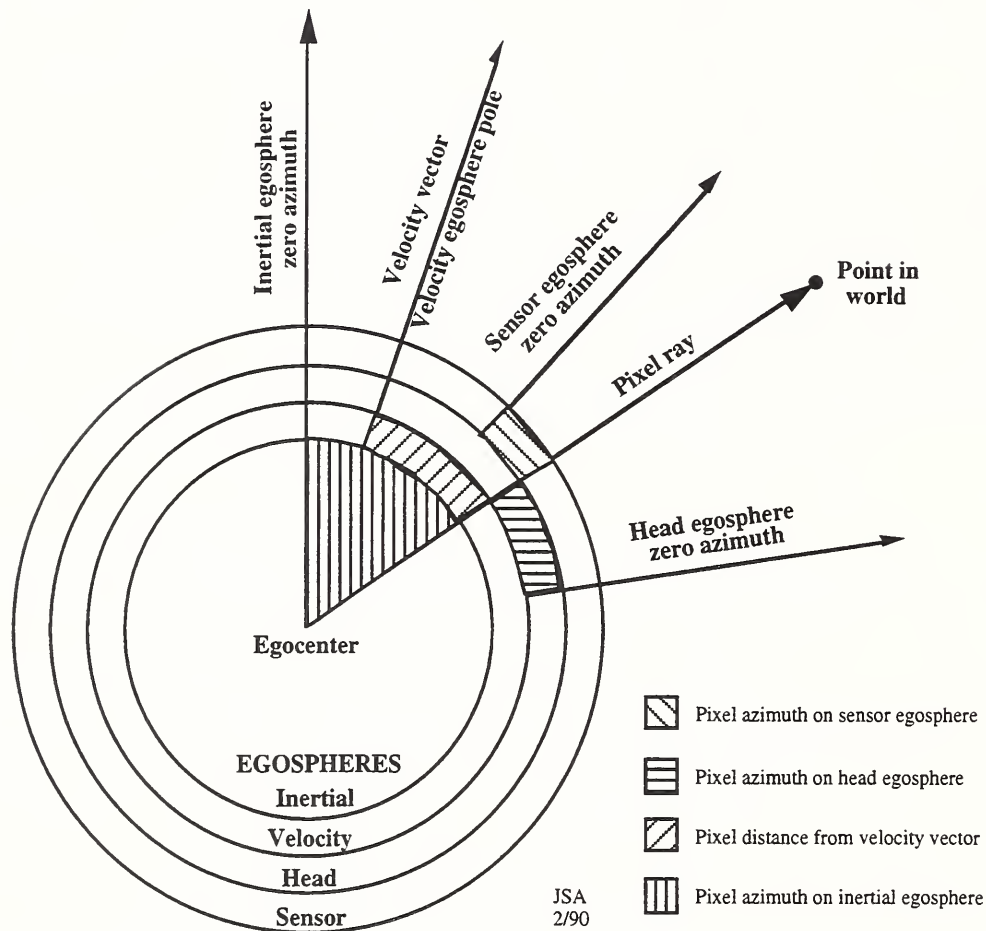 Inertial egosphere
zero azimuth
Velocity vector
Velocity egosphere pole
Sensor egosphere
zero azimuth
Point in
world
Pixel ray
Head egosphere
zero azimuth
Egocenter
EGOSPHERES
Inertial
Velocity
Head
Sensor
Pixel azimuth on sensor egosphere
Pixel azimuth on head egosphere
Pixel distance from velocity vector
Pixel azimuth on inertial egosphere
JSA
2/90